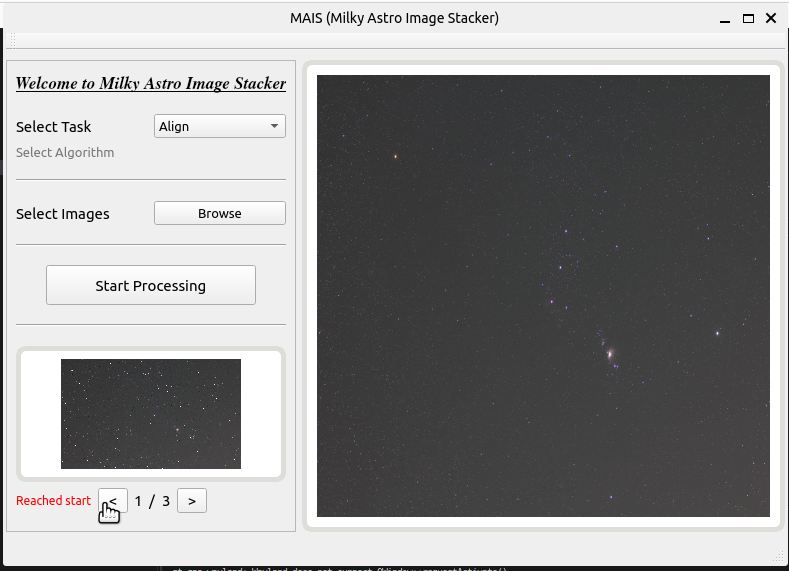 MAIS (Milky Astro Image Stacker)
Welcome to Milky Astro Image Stacker
Select Task Align
Select Algorithm
Select Images Browse
Start Processing
Reached start < 1 / 3 >